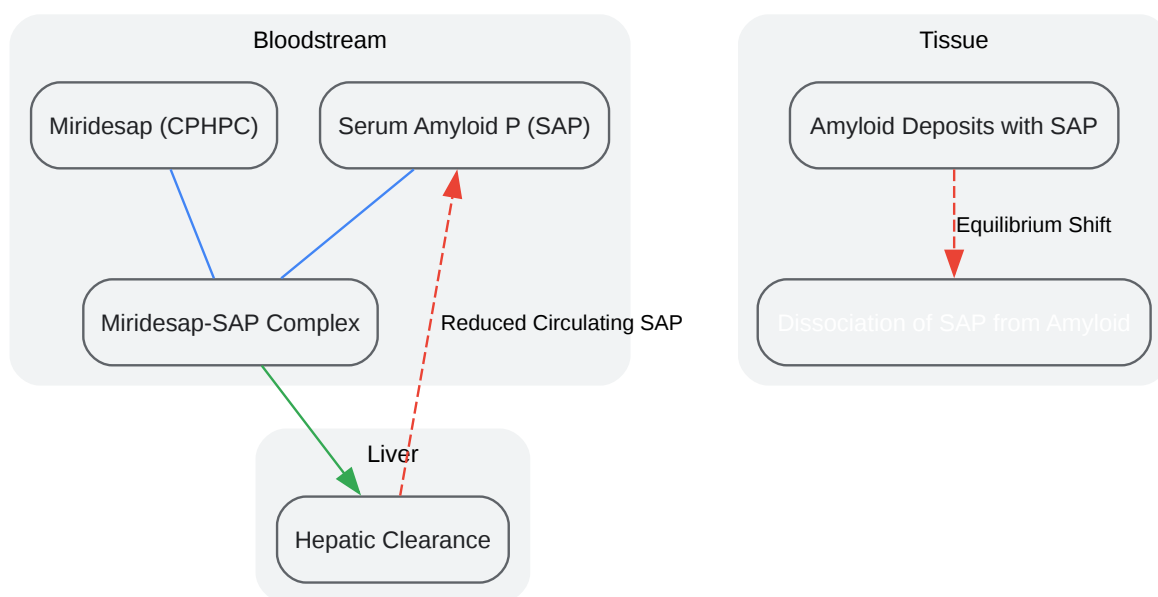 Bloodstream
Miridesap (CPHPC)
Serum Amyloid P (SAP)
Miridesap-SAP Complex
Reduced Circulating SAP
Liver
Hepatic Clearance
Tissue
Amyloid Deposits with SAP
Equilibrium Shift
Dissociation of SAP from Amyloid